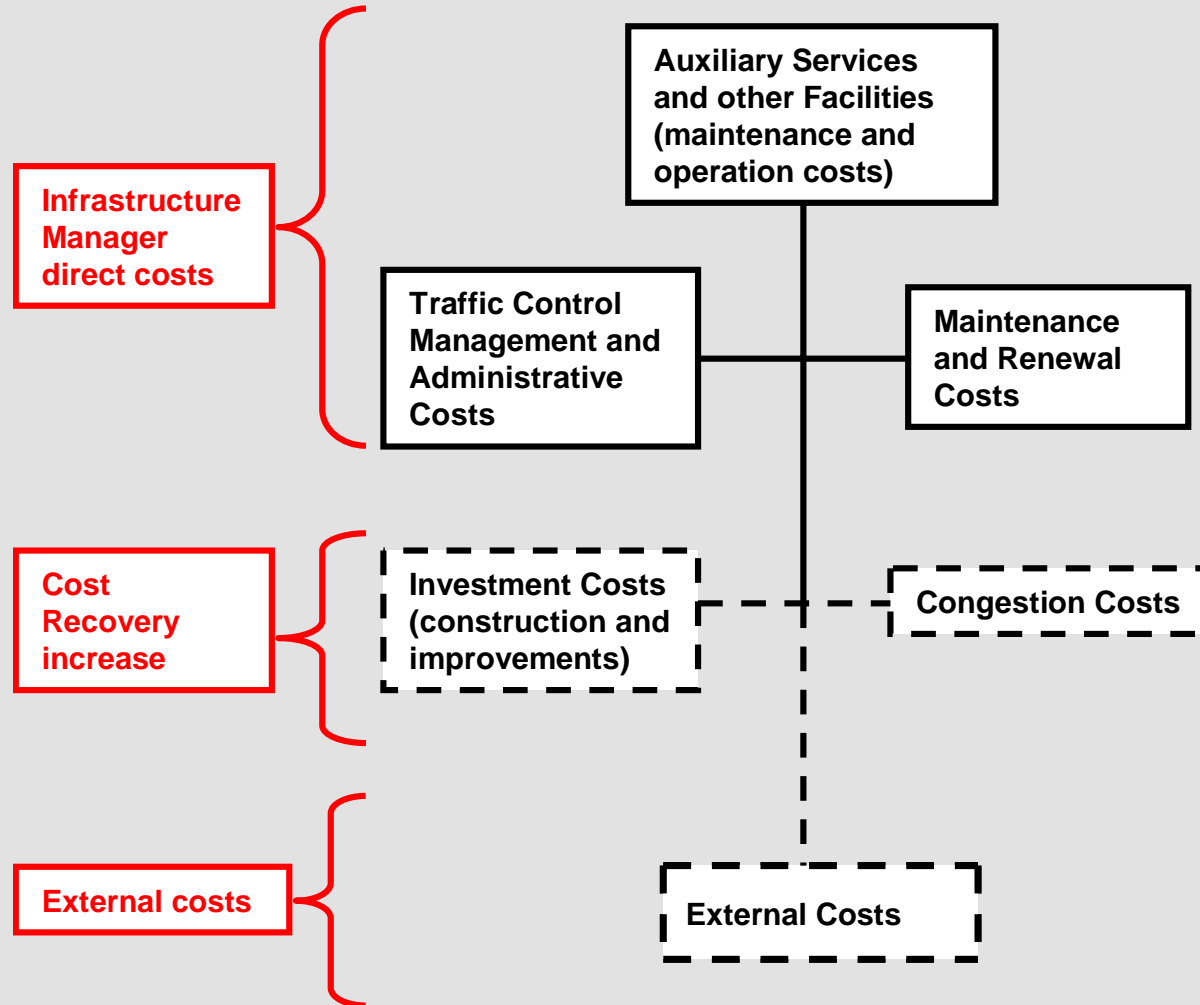 Auxiliary Services
and other Facilities
(maintenance and
operation costs)
Infrastructure
Manager
direct costs
Traffic Control
Management and
Administrative
Costs
Maintenance
and Renewal
Costs
Cost
Recovery
increase
Investment Costs
(construction and
improvements)
Congestion Costs
External costs
External Costs